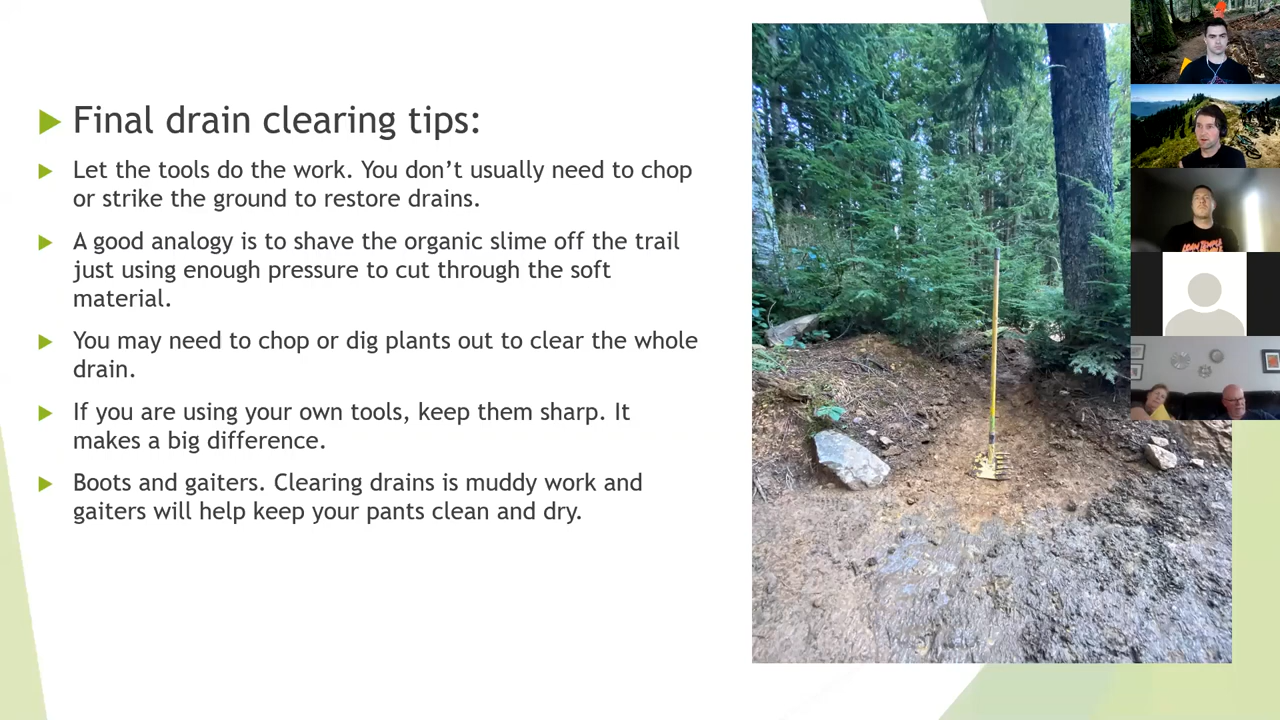 Final drain clearing tips:
Let the tools do the work. You don’t usually need to chop
or strike the ground to restore drains.
A good analogy is to shave the organic slime off the trail
just using enough pressure to cut through the soft
material.
You may need to chop or dig plants out to clear the whole
drain.
If you are using your own tools, keep them sharp. It
makes a big difference.
Boots and gaiters. Clearing drains is muddy work and
gaiters will help keep your pants clean and dry.